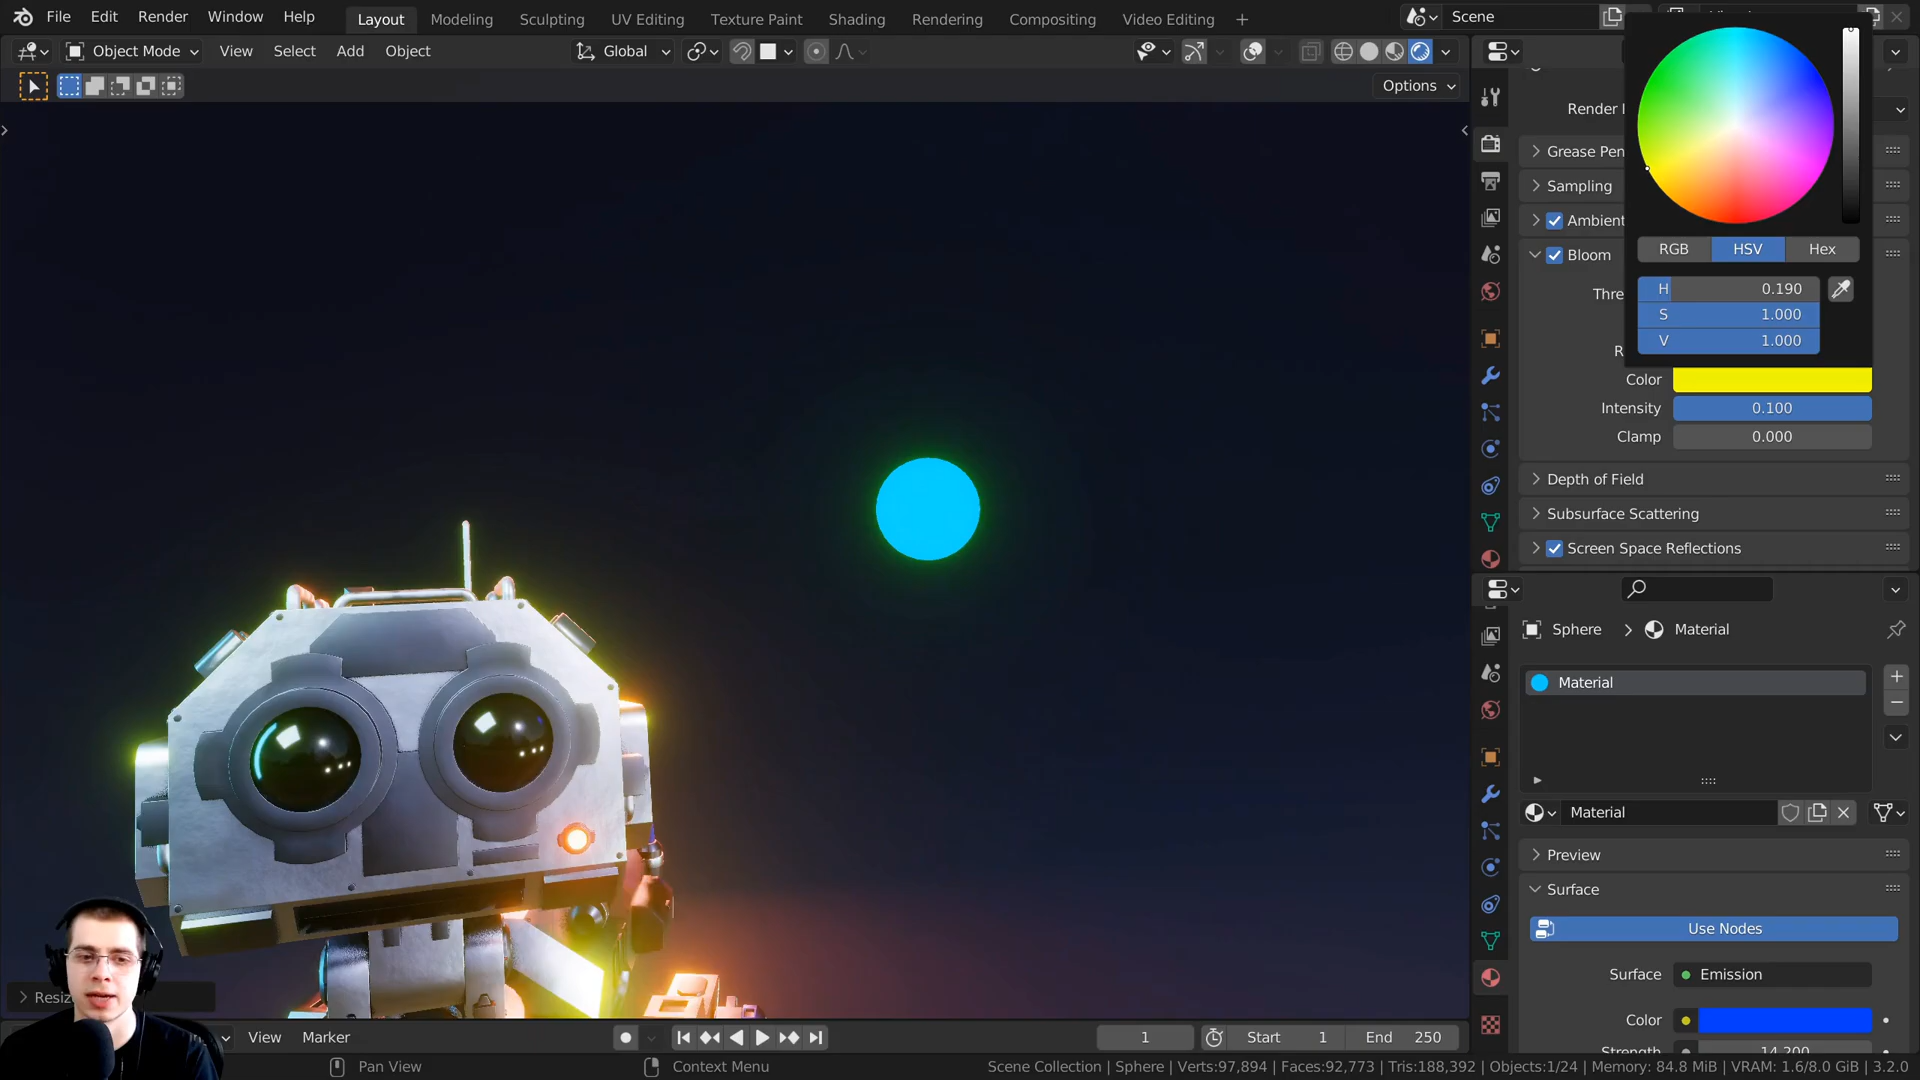 File Edit Render Window Help Layout Modeling Sculpting UV Editing Texture Paint Shading Rendering Compositing Video Editing + Scene
Object Mode View Select Add Object Global
Options
Render
Grease Pen
Sampling
Ambient
Bloom
Thre
R
RGB HSV Hex
H 0.190
S 1.000
V 1.000
Color
Intensity 0.100
Clamp 0.000
Depth of Field
Subsurface Scattering
Screen Space Reflections
Sphere > Material
Material
Material
Preview
Surface
Use Nodes
Surface Emission
Color
Strength 14.200
Resiz
View Marker 1 Start 1 End 250
Pan View Context Menu Scene Collection | Sphere | Verts:97,894 | Faces:92,773 | Tris:188,392 | Objects:1/24 | Memory: 84.8 MiB | VRAM: 1.6/8.0 GiB | 3.2.0